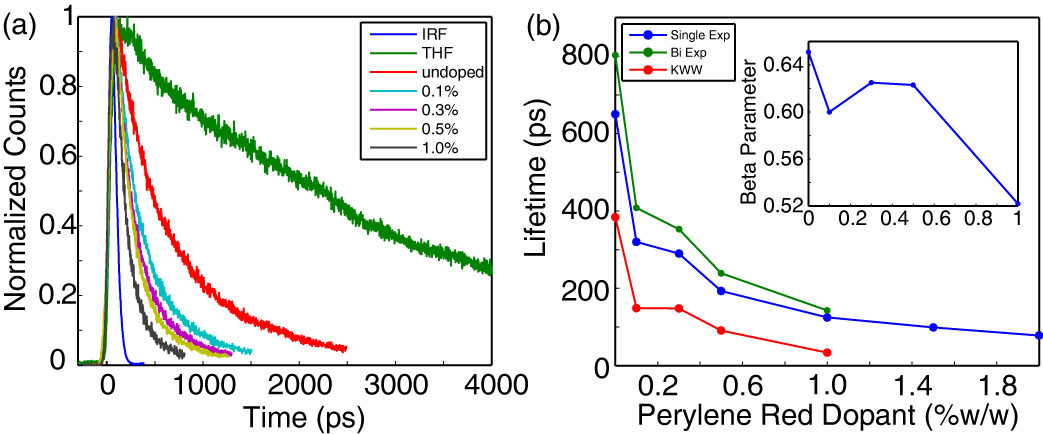 (a)
Normalized Counts
1
0.8
0.6
0.4
0.2
0
IRF
THF
undoped
0.1%
0.3%
0.5%
1.0%
0
1000
2000
3000
4000
Time (ps)
(b)
Lifetime (ps)
800
600
400
200
0
Single Exp
Bi Exp
KWW
Beta Parameter
0.64
0.60
0.56
0.52
0
0.2
0.4
0.6
0.8
1
0.2
0.6
1.0
1.4
1.8
Perylene Red Dopant (%w/w)